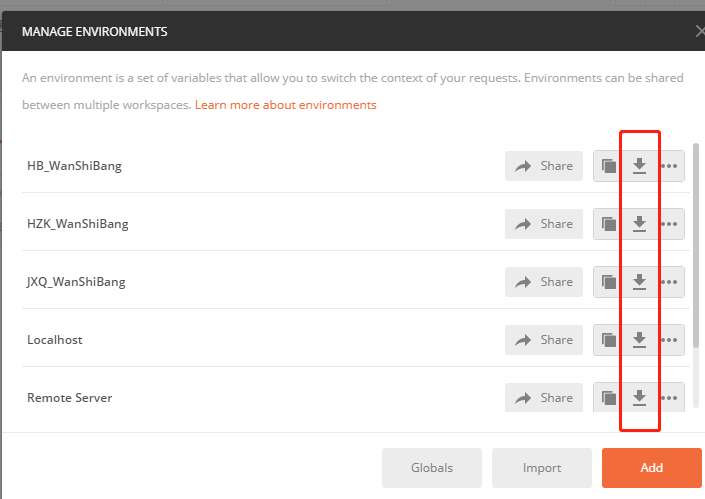 MANAGE ENVIRONMENTS
An environment is a set of variables that allow you to switch the context of your requests. Environments can be shared
between multiple workspaces. Learn more about environments
HB_WanShiBang Share
HZK_WanShiBang Share
JXQ_WanShiBang Share
Localhost Share
Remote Server Share
Globals Import Add